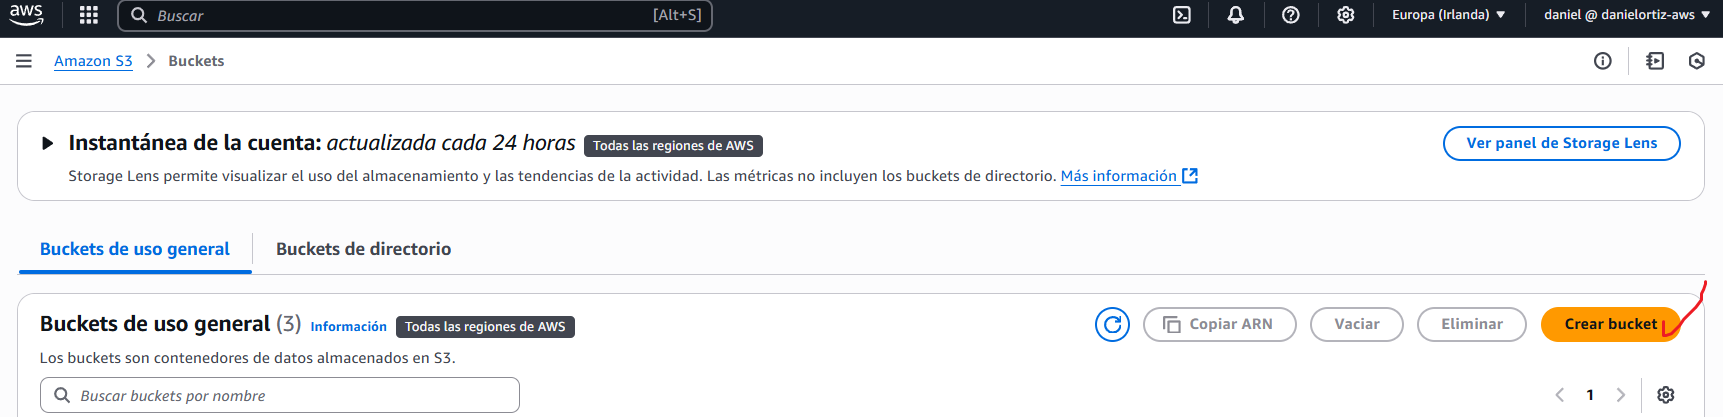 aws Buscar [Alt+S] Europa (Irlanda) daniel @ danielortiz-aws
Amazon S3 Buckets
Instantánea de la cuenta: actualizada cada 24 horas Todas las regiones de AWS Ver panel de Storage Lens
Storage Lens permite visualizar el uso del almacenamiento y las tendencias de la actividad. Las métricas no incluyen los buckets de directorio. Más información
Buckets de uso general Buckets de directorio
Buckets de uso general (3) Información Todas las regiones de AWS Copiar ARN Vaciar Eliminar Crear bucket
Los buckets son contenedores de datos almacenados en S3.
Buscar buckets por nombre 1